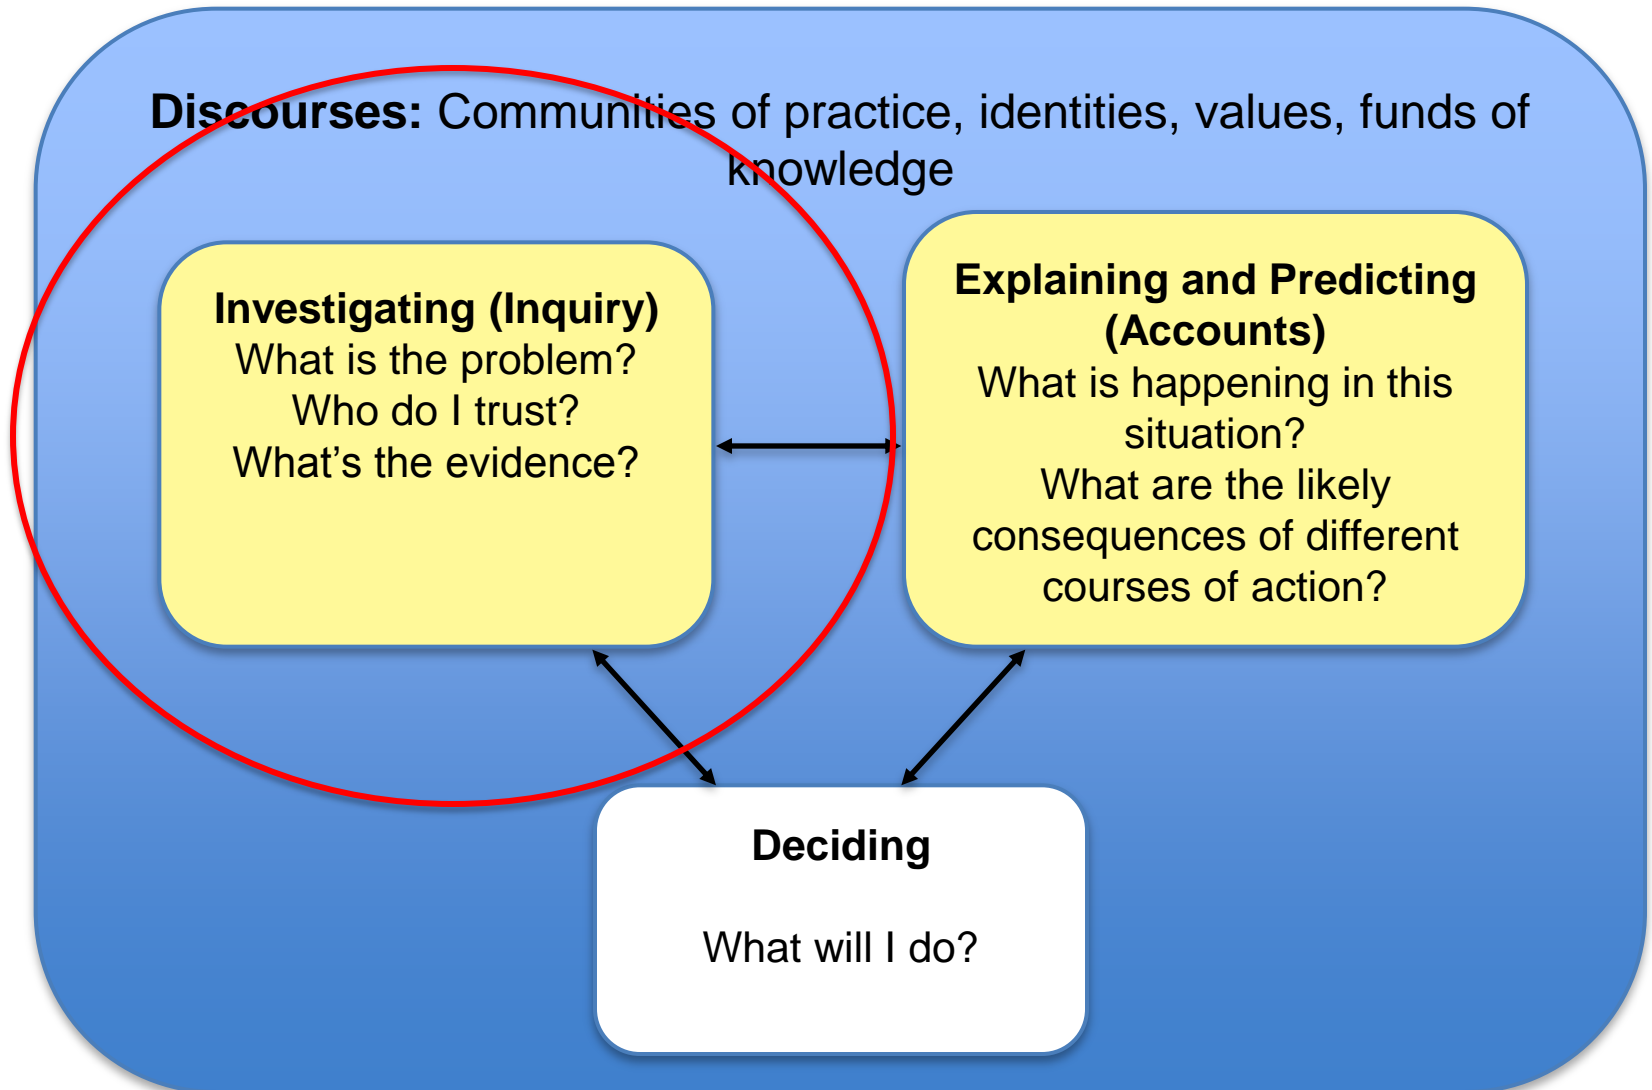 Discourses: Communities of practice, identities, values, funds of
knowledge
Investigating (Inquiry)
What is the problem?
Who do I trust?
What’s the evidence?
Explaining and Predicting
(Accounts)
What is happening in this
situation?
What are the likely
consequences of different
courses of action?
Deciding
What will I do?